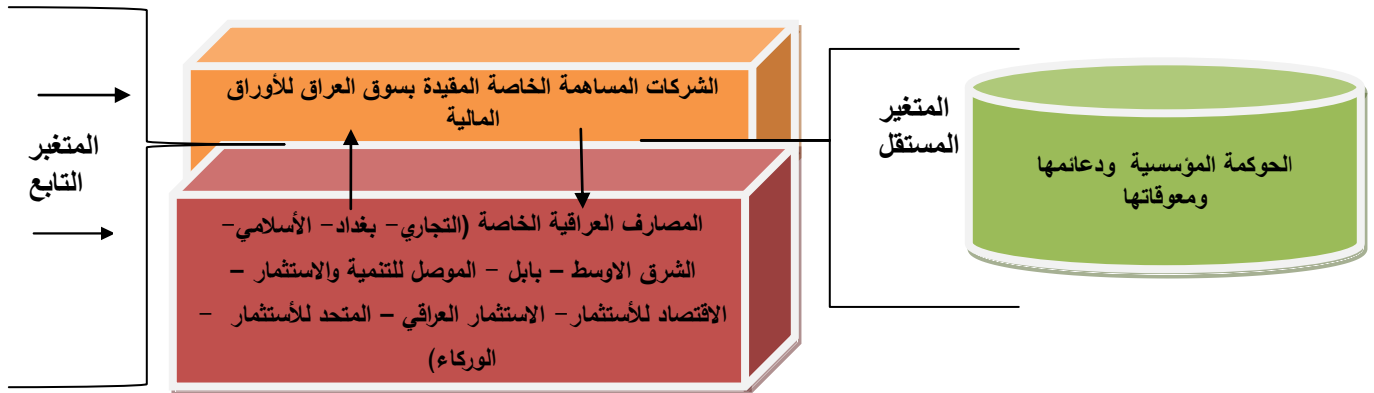 الحوكمة المؤسسية ودعائمها
ومعوقاتها
المتغير
المستقل
الشركات المساهمة الخاصة المقيدة بسوق العراق للأوراق
المالية
المصارف العراقية الخاصة (التجاري- بغداد- الأسلامي-
الشرق الاوسط – بابل - الموصل للتنمية والاستثمار –
الاقتصاد للأستثمار- الاستثمار العراقي – المتحد للأستثمار -
الوركاء)
المتغبر
التابع